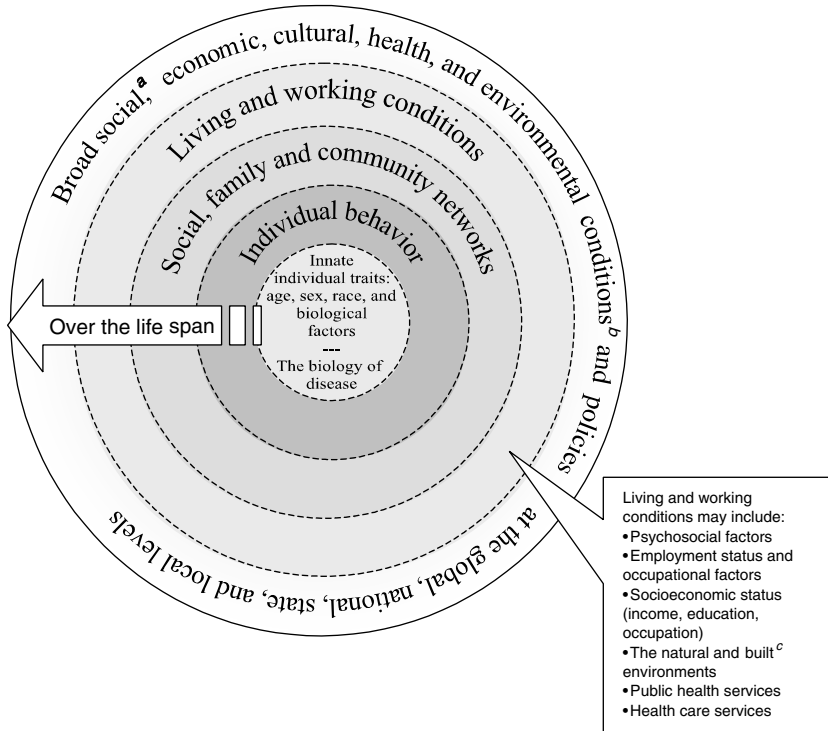 Broad social,ᵃ economic, cultural, health, and environmental conditionsᵇ and policies
at the global, national, state, and local levels
Living and working conditions
Social, family and community networks
Individual behavior
Innate
individual traits:
age, sex, race, and
biological
factors
---
The biology of
disease
Over the life span
Living and working
conditions may include:
•Psychosocial factors
•Employment status and
occupational factors
•Socioeconomic status
(income, education,
occupation)
•The natural and builtᶜ
environments
•Public health services
•Health care services